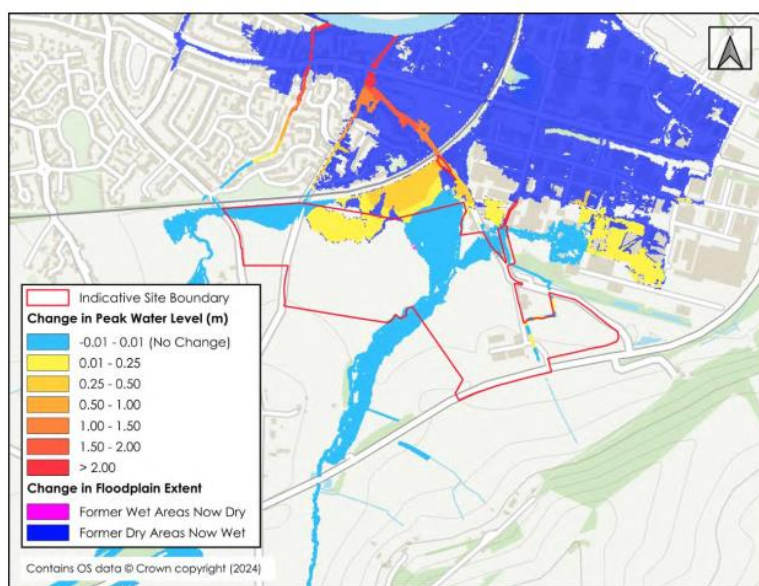 Indicative Site Boundary
Change in Peak Water Level (m)
-0.01 - 0.01 (No Change)
0.01 - 0.25
0.25 - 0.50
0.50 - 1.00
1.00 - 1.50
1.50 - 2.00
> 2.00
Change in Floodplain Extent
Former Wet Areas Now Dry
Former Dry Areas Now Wet
Contains OS data © Crown copyright (2024)